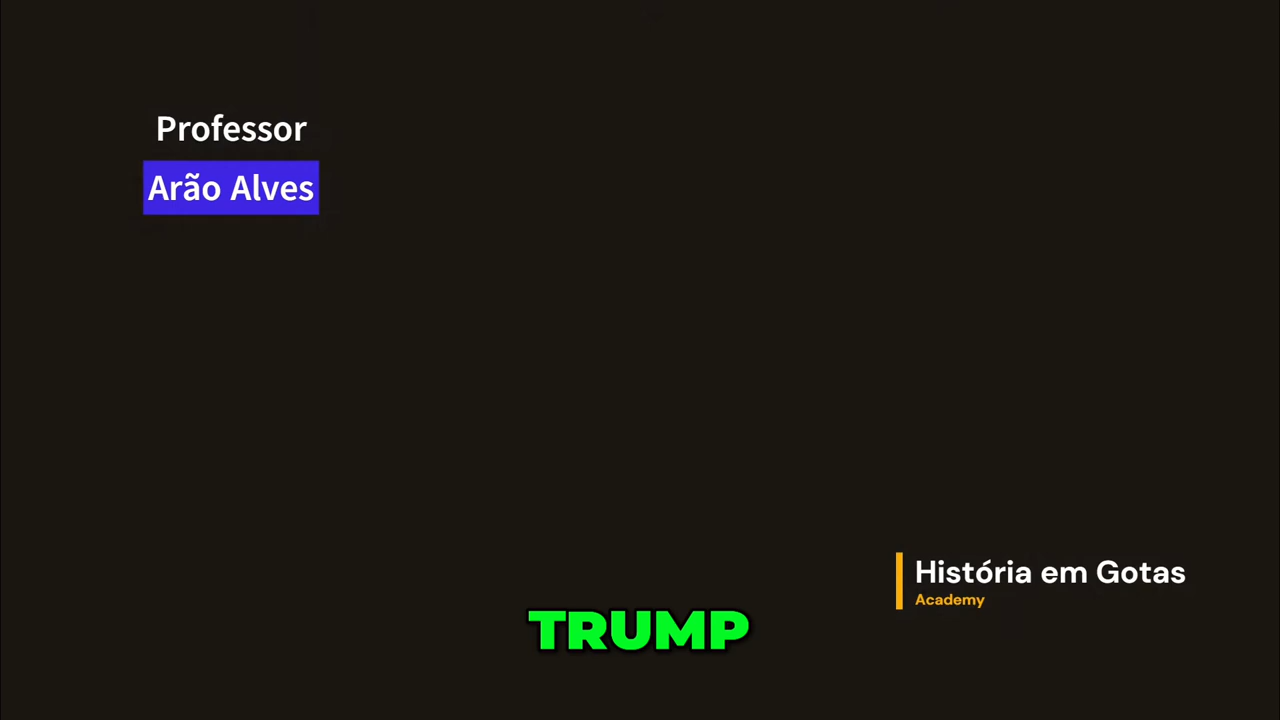 Professor
Arão Alves
História em Gotas
Academy
TRUMP